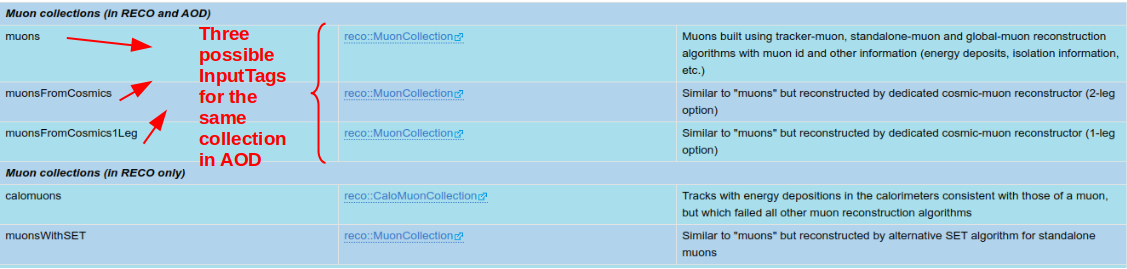 Muon collections (in RECO and AOD)
muons
reco::MuonCollection
Muons built using tracker-muon, standalone-muon and global-muon reconstruction
algorithms with muon id and other information (energy deposits, isolation information,
etc.)
Three
possible
InputTags
for the
same
collection
in AOD
muonsFromCosmics
reco::MuonCollection
Similar to "muons" but reconstructed by dedicated cosmic-muon reconstructor (2-leg
option)
muonsFromCosmics1Leg
reco::MuonCollection
Similar to "muons" but reconstructed by dedicated cosmic-muon reconstructor (1-leg
option)
Muon collections (in RECO only)
calomuons
reco::CaloMuonCollection
Tracks with energy depositions in the calorimeters consistent with those of a muon,
but which failed all other muon reconstruction algorithms
muonsWithSET
reco::MuonCollection
Similar to "muons" but reconstructed by alternative SET algorithm for standalone
muons